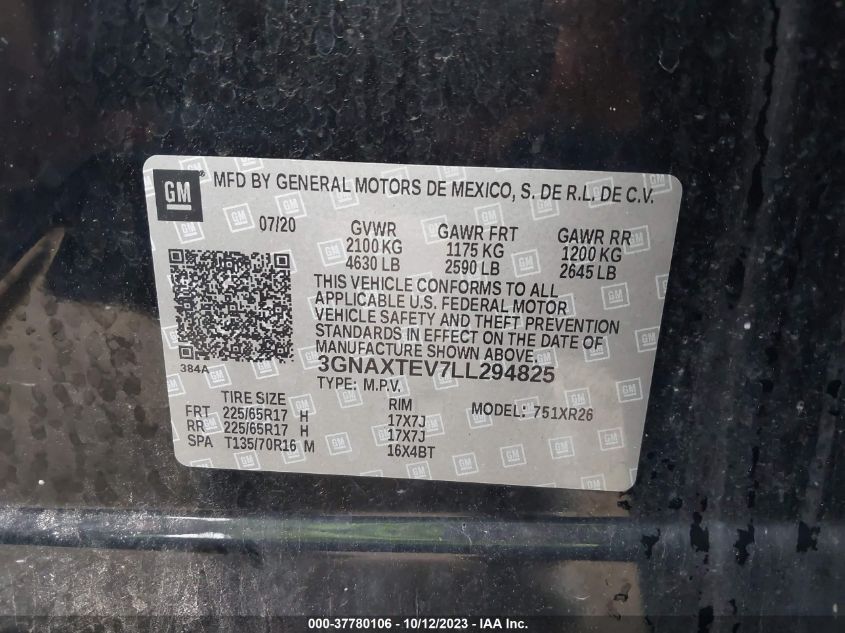 GM MFD BY GENERAL MOTORS DE MEXICO, S. DE R.L. DE C.V.
07/20 GVWR GAWR FRT GAWR RR
2100 KG 1175 KG 1200 KG
4630 LB 2590 LB 2645 LB
THIS VEHICLE CONFORMS TO ALL
APPLICABLE U.S. FEDERAL MOTOR
VEHICLE SAFETY AND THEFT PREVENTION
STANDARDS IN EFFECT ON THE DATE OF
MANUFACTURE SHOWN ABOVE.
384A 3GNAXTEV7LL294825
TYPE: M.P.V.
TIRE SIZE RIM MODEL: 751XR26
FRT 225/65R17 H 17X7J
RR 225/65R17 H 17X7J
SPA T135/70R16 M 16X4BT
000-37780106 - 10/12/2023 - IAA Inc.